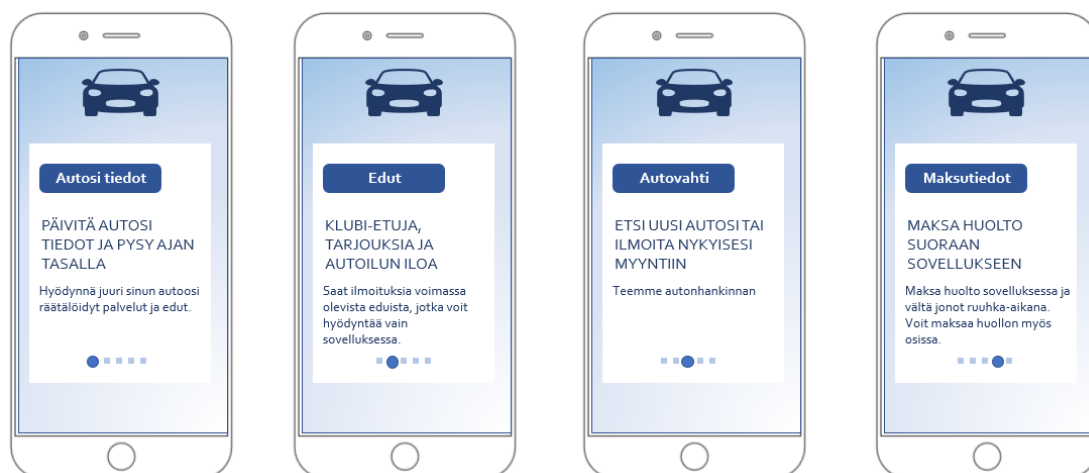 Autosi tiedot
PÄIVITÄ AUTOSI
TIEDOT JA PYSY AJAN
TASALLA
Hyödynnä juuri sinun autoosi
räätälöidyt palvelut ja edut.
Edut
KLUBI-ETUJA,
TARJOUKSIA JA
AUTOILUN ILOA
Saat ilmoituksia voimassa
olevista eduista, jotka voit
hyödyntää vain
sovelluksessa.
Autovahti
ETSI UUSI AUTOSI TAI
ILMOITA NYKYISESI
MYYNTIIN
Teemme autonhankinnan
Maksutiedot
MAKSA HUOLTO
SUORAAN
SOVELLUKSEEN
Maksa huolto sovelluksessa ja
vältä jonot ruuhka-aikana.
Voit maksaa huollon myös
osissa.